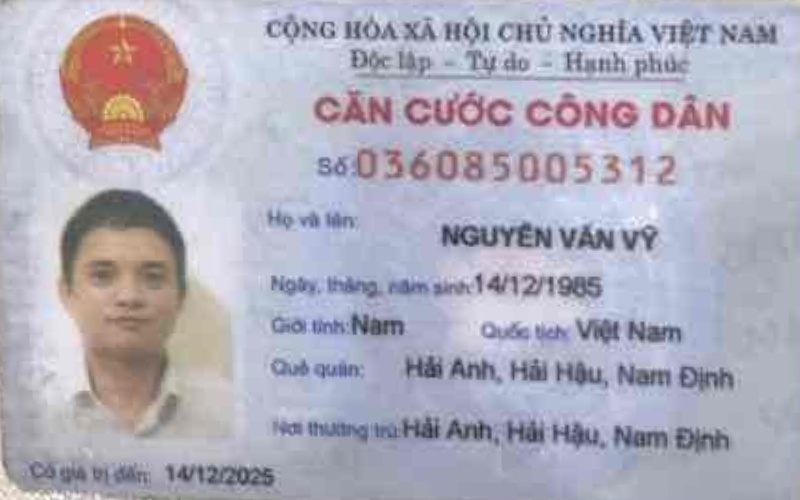 CỘNG HÒA XÃ HỘI CHỦ NGHĨA VIỆT NAM
Độc lập - Tự do - Hạnh phúc
CĂN CƯỚC CÔNG DÂN
Số: 036085005312
Họ và tên: NGUYỄN VĂN VỸ
Ngày, tháng, năm sinh: 14/12/1985
Giới tính: Nam Quốc tịch: Việt Nam
Quê quán: Hải Anh, Hải Hậu, Nam Định
Nơi thường trú: Hải Anh, Hải Hậu, Nam Định
Có giá trị đến: 14/12/2025